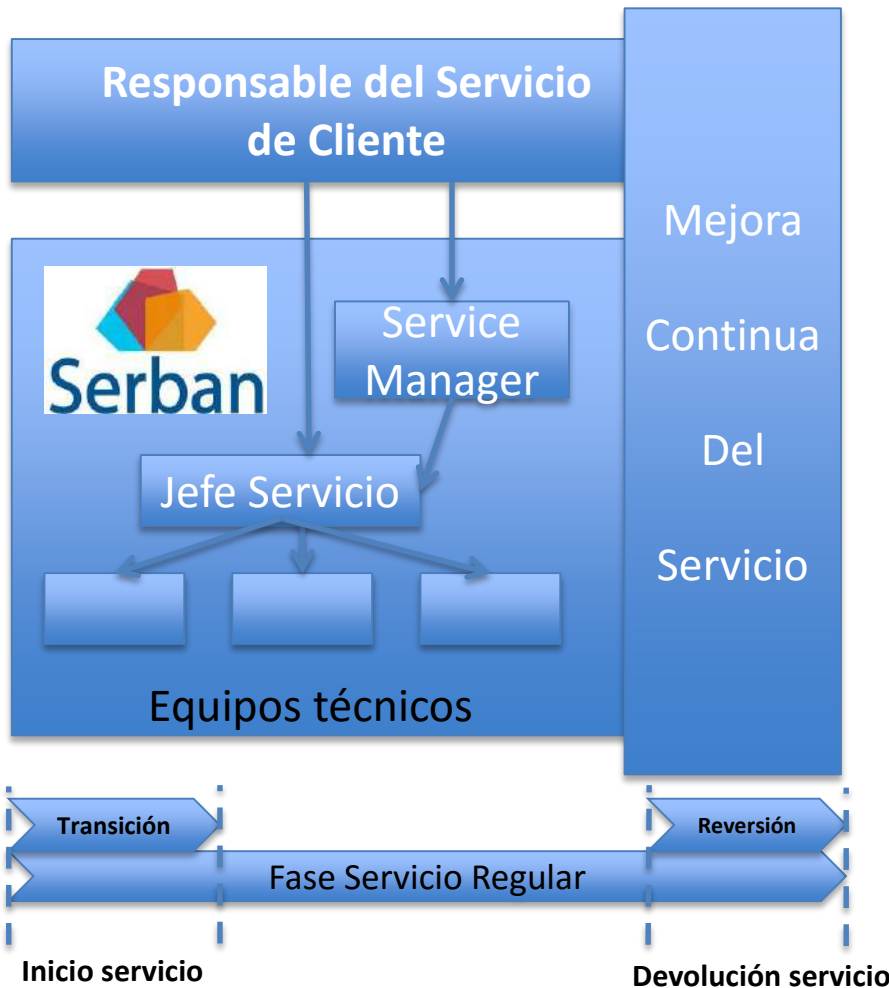 Responsable del Servicio
de Cliente
Mejora
Continua
Del
Servicio
Serban
Service
Manager
Jefe Servicio
Equipos técnicos
Transición
Reversión
Fase Servicio Regular
Inicio servicio
Devolución servicio